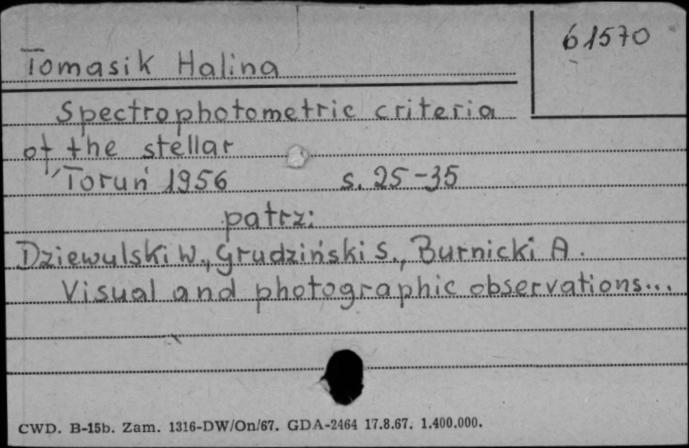 61570
Tomasik Halina
Spectrophotometric criteria
of the stellar
Toruń 1956 s. 25-35
patrz:
Dziewulski W., Grudziński S., Burnicki A.
Visual and photographic observations...
CWD. B-15b. Zam. 1316-DW/On/67. GDA-2464 17.8.67. 1.400.000.